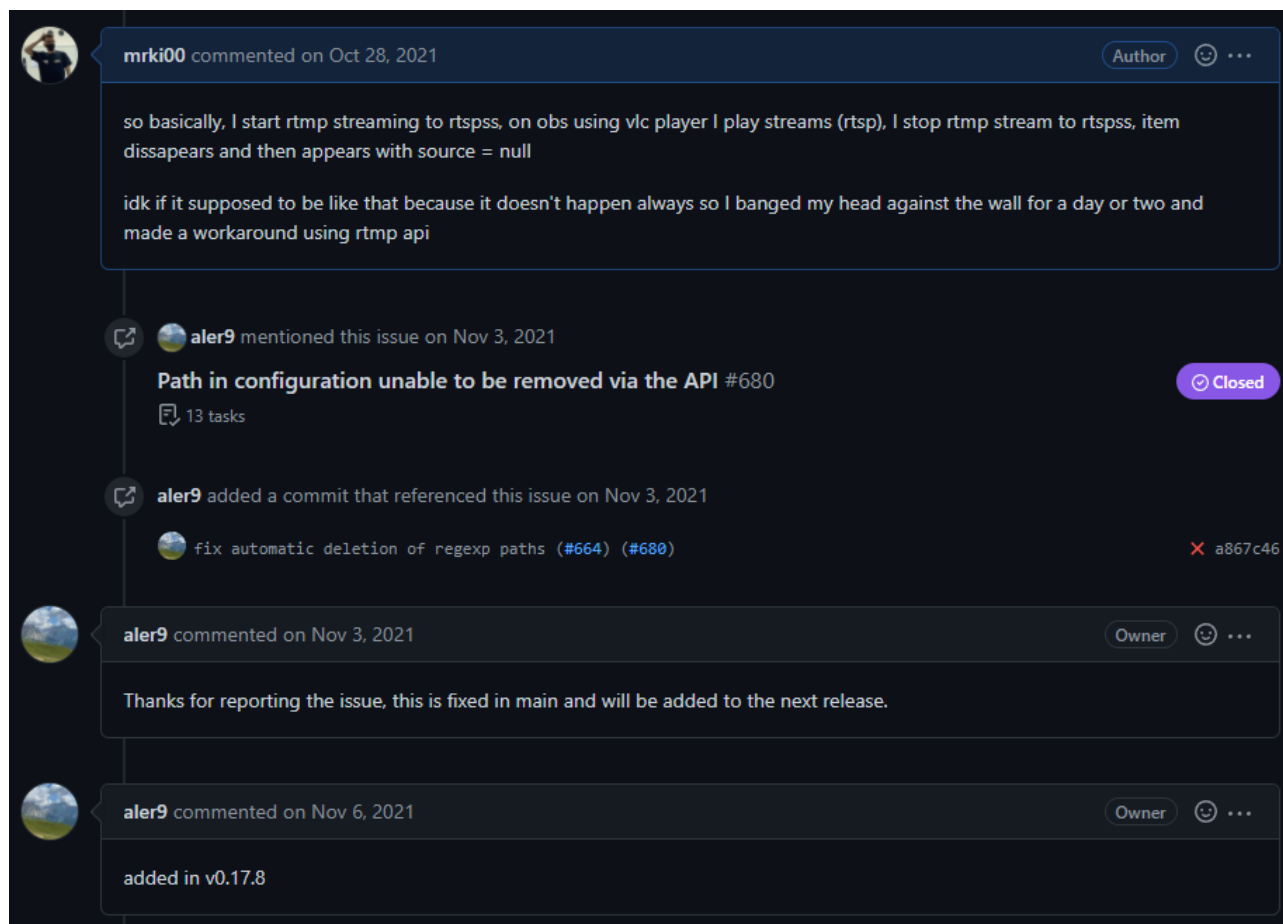 mrki00 commented on Oct 28, 2021 Author
so basically, I start rtmp streaming to rtspss, on obs using vlc player I play streams (rtsp), I stop rtmp stream to rtspss, item
dissapears and then appears with source = null
idk if it supposed to be like that because it doesn't happen always so I banged my head against the wall for a day or two and
made a workaround using rtmp api
aler9 mentioned this issue on Nov 3, 2021
Path in configuration unable to be removed via the API #680 Closed
13 tasks
aler9 added a commit that referenced this issue on Nov 3, 2021
fix automatic deletion of regexp paths (#664) (#680) a867c46
aler9 commented on Nov 3, 2021 Owner
Thanks for reporting the issue, this is fixed in main and will be added to the next release.
aler9 commented on Nov 6, 2021 Owner
added in v0.17.8